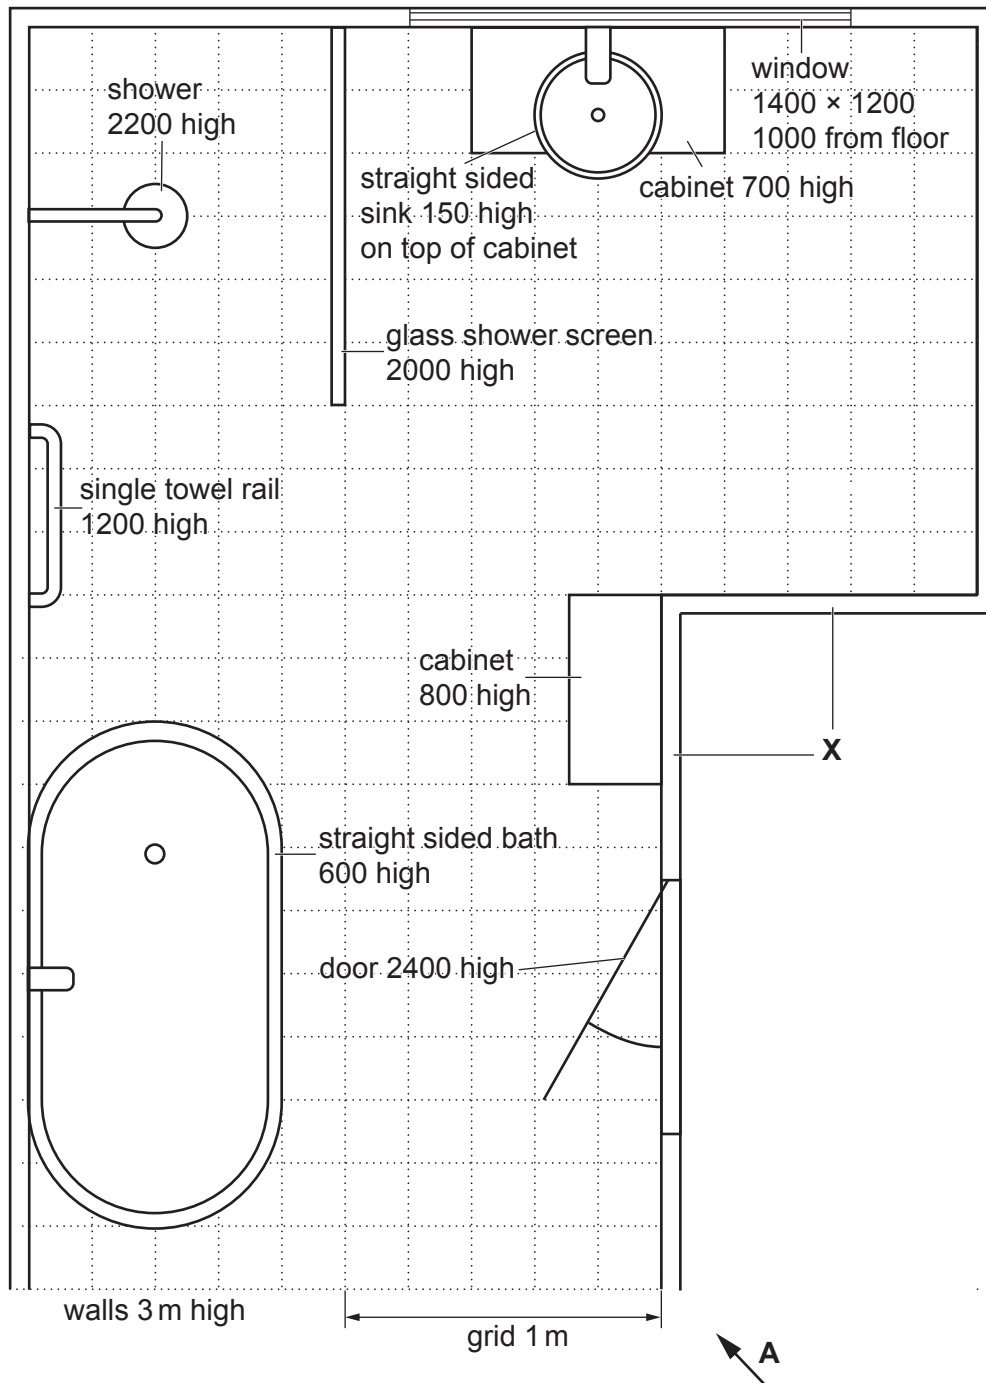 shower
2200 high
window
1400 × 1200
1000 from floor
straight sided
sink 150 high
on top of cabinet
cabinet 700 high
glass shower screen
2000 high
single towel rail
1200 high
cabinet
800 high
X
straight sided bath
600 high
door 2400 high
walls 3 m high
grid 1 m
A